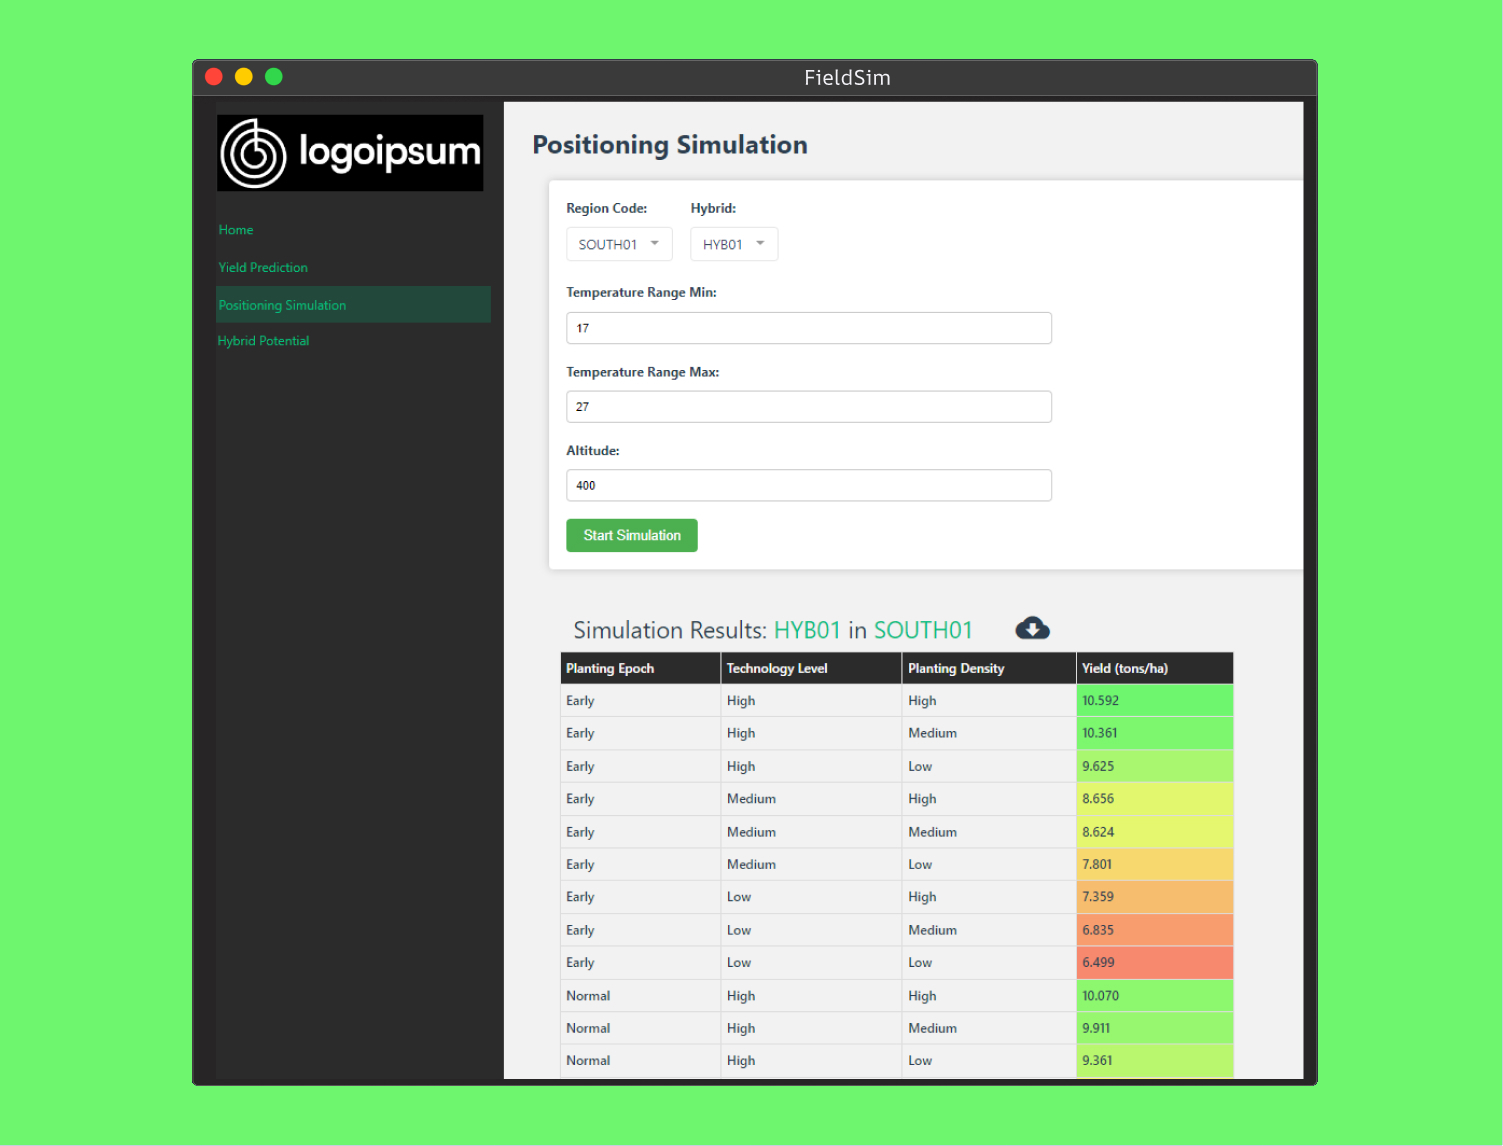 FieldSim
logoipsum
Home
Yield Prediction
Positioning Simulation
Hybrid Potential
Positioning Simulation
Region Code: Hybrid:
SOUTH01 HYB01
Temperature Range Min:
17
Temperature Range Max:
27
Altitude:
400
Start Simulation
Simulation Results: HYB01 in SOUTH01
Planting Epoch Technology Level Planting Density Yield (tons/ha)
Early High High 10.592
Early High Medium 10.361
Early High Low 9.625
Early Medium High 8.656
Early Medium Medium 8.624
Early Medium Low 7.801
Early Low High 7.359
Early Low Medium 6.835
Early Low Low 6.499
Normal High High 10.070
Normal High Medium 9.911
Normal High Low 9.361